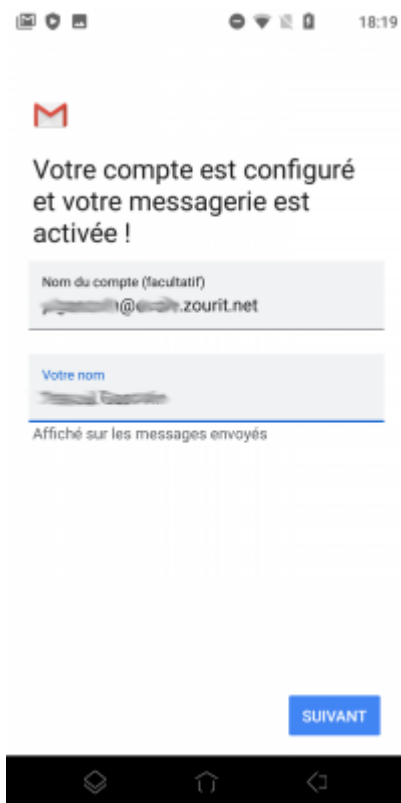 18:19
Votre compte est configuré
et votre messagerie est
activée !
Nom du compte (facultatif)
.zourit.net
Votre nom
Affiché sur les messages envoyés
SUIVANT